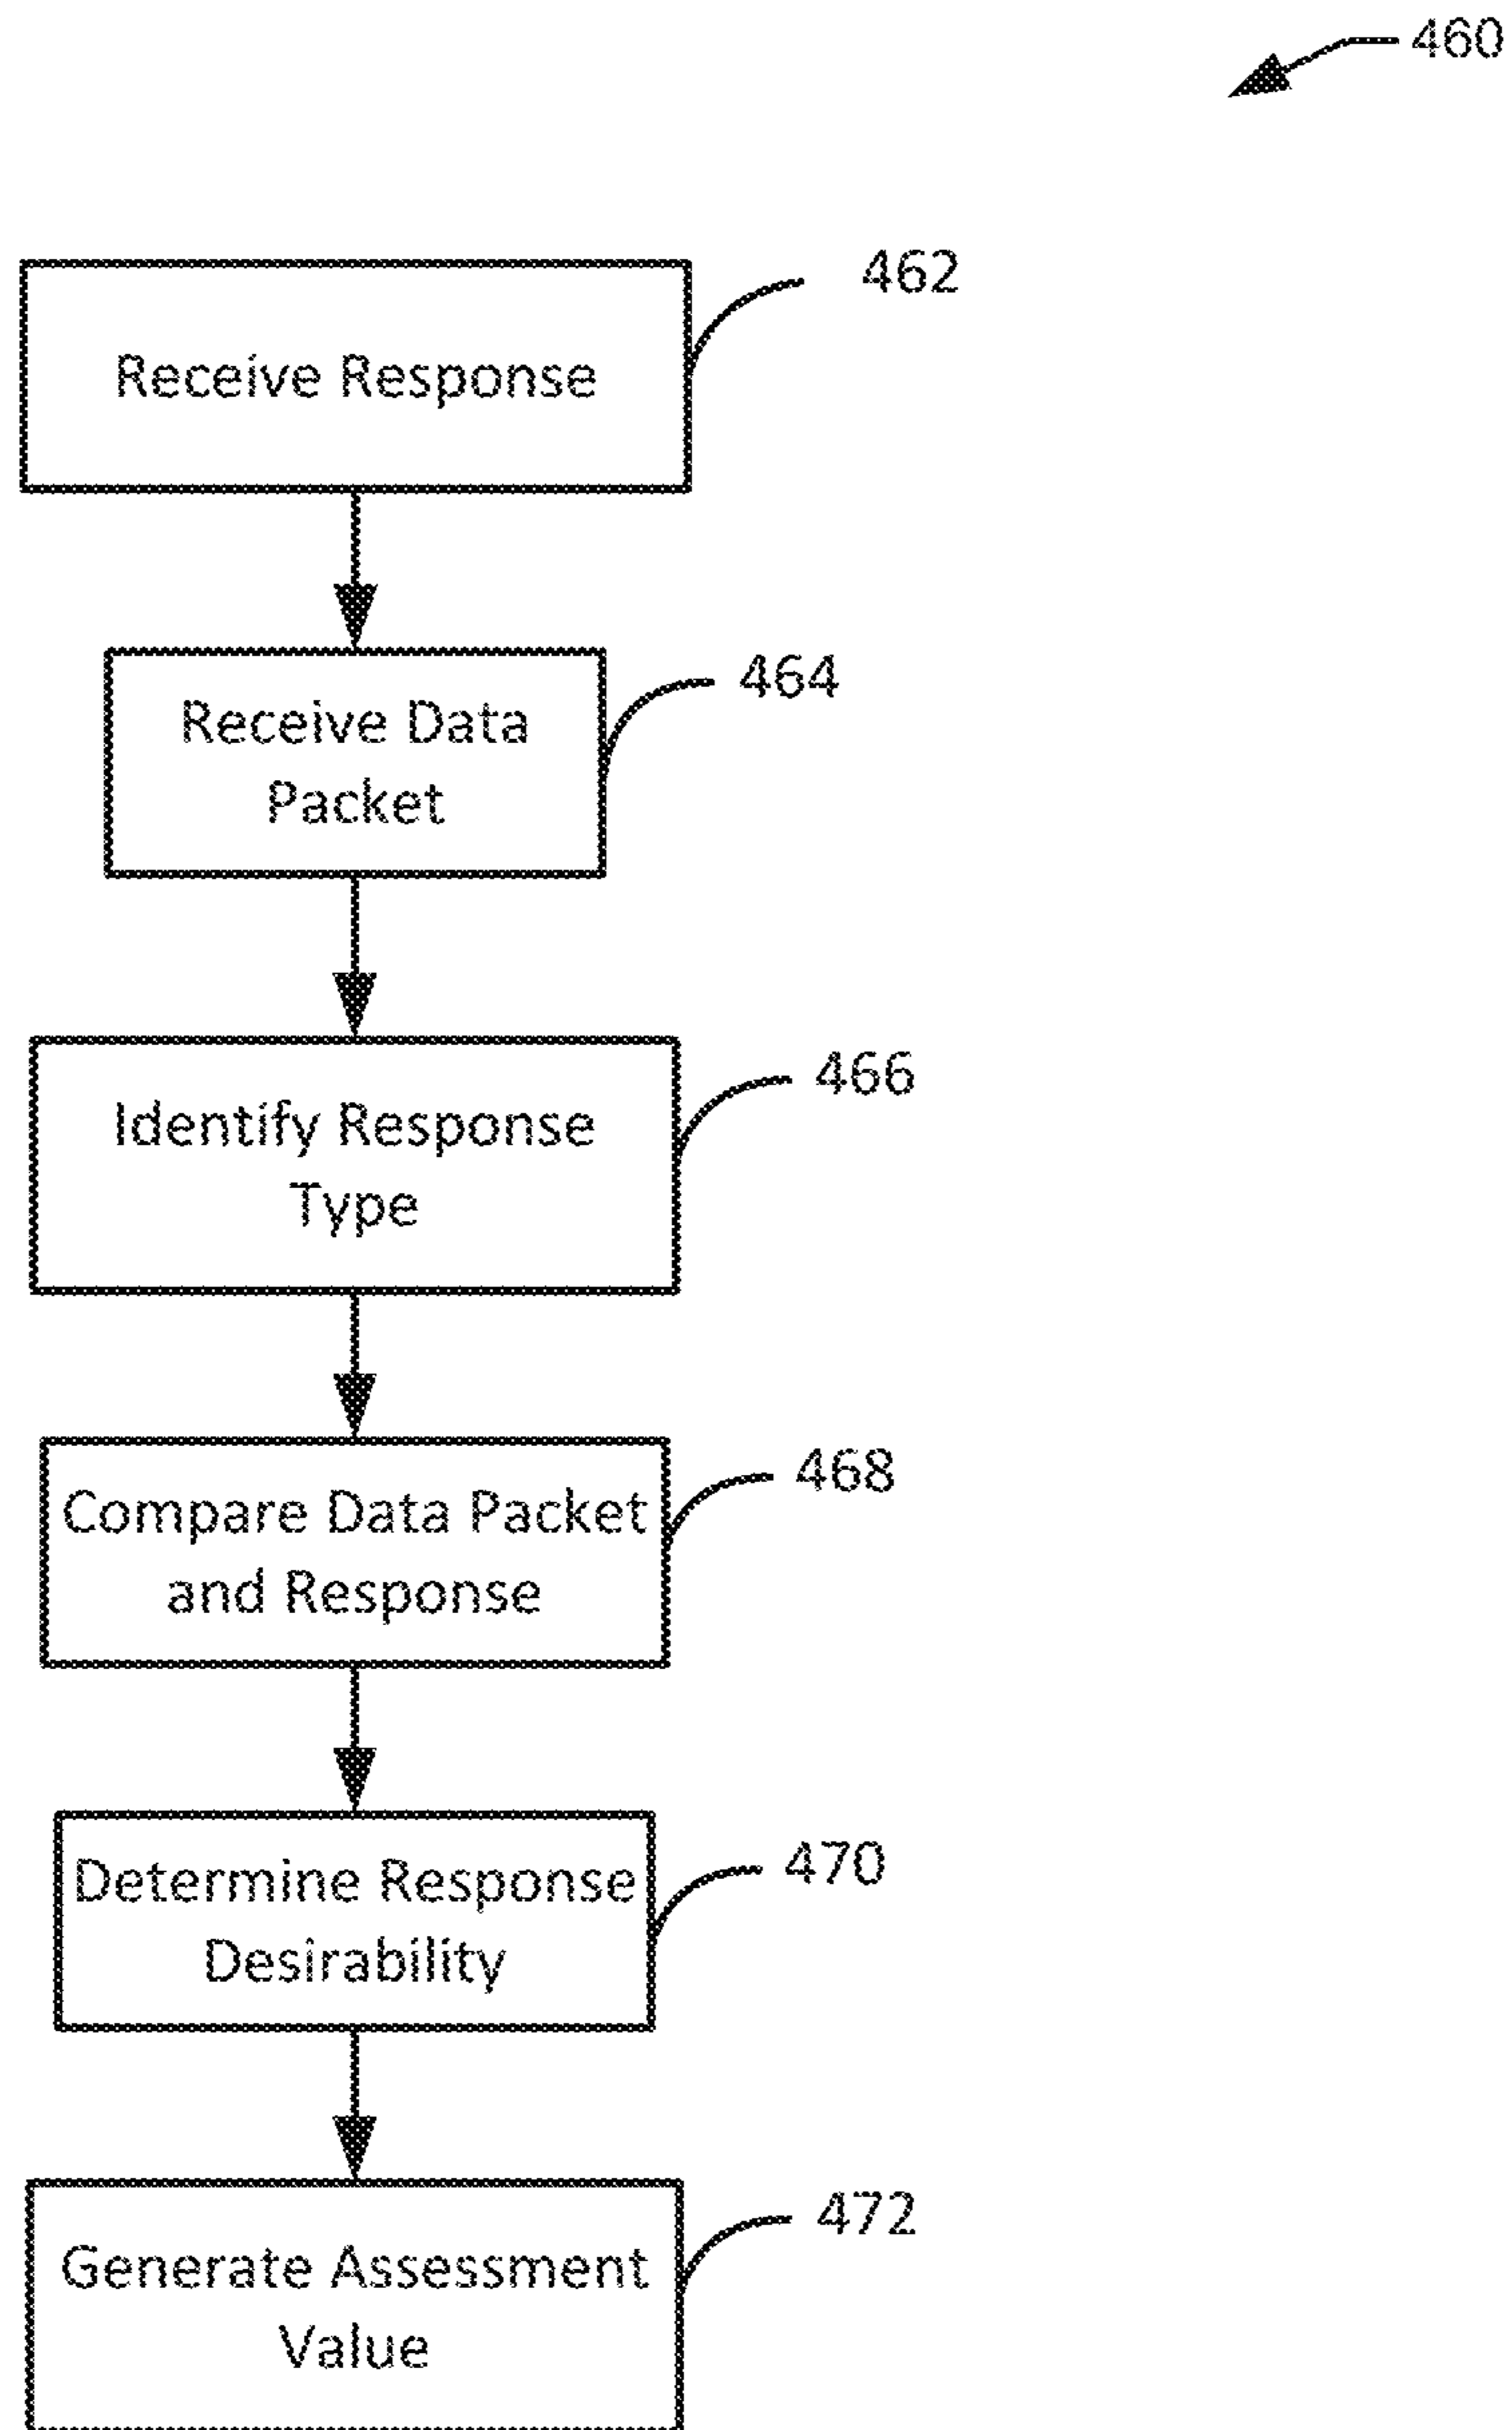 460
462
Receive Response
464
Receive Data
Packet
466
Identify Response
Type
468
Compare Data Packet
and Response
470
Determine Response
Desirability
472
Generate Assessment
Value